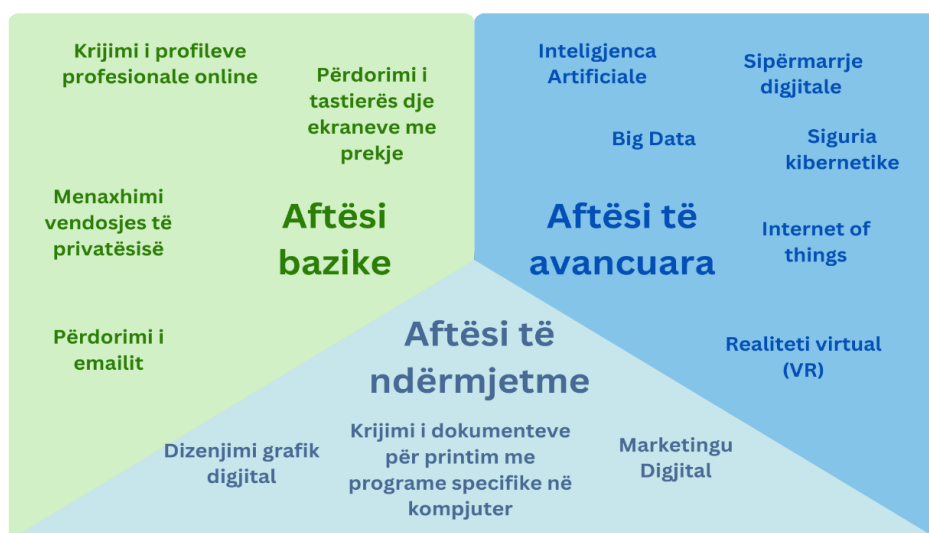 Krijimi i profileve
profesionale online
Përdorimi i
tastierës dje
ekraneve me
prekje
Menaxhimi
vendosjes të
privatësisë
Aftësi
bazike
Përdorimi i
emailit
Inteligjenca
Artificiale
Sipërmarrje
digjitale
Big Data
Siguria
kibernetike
Aftësi të
avancuara
Internet of
things
Realiteti virtual
(VR)
Aftësi të
ndërmjetme
Dizenjimi grafik
digjital
Krijimi i dokumenteve
për printim me
programe specifike në
kompjuter
Marketingu
Digjital